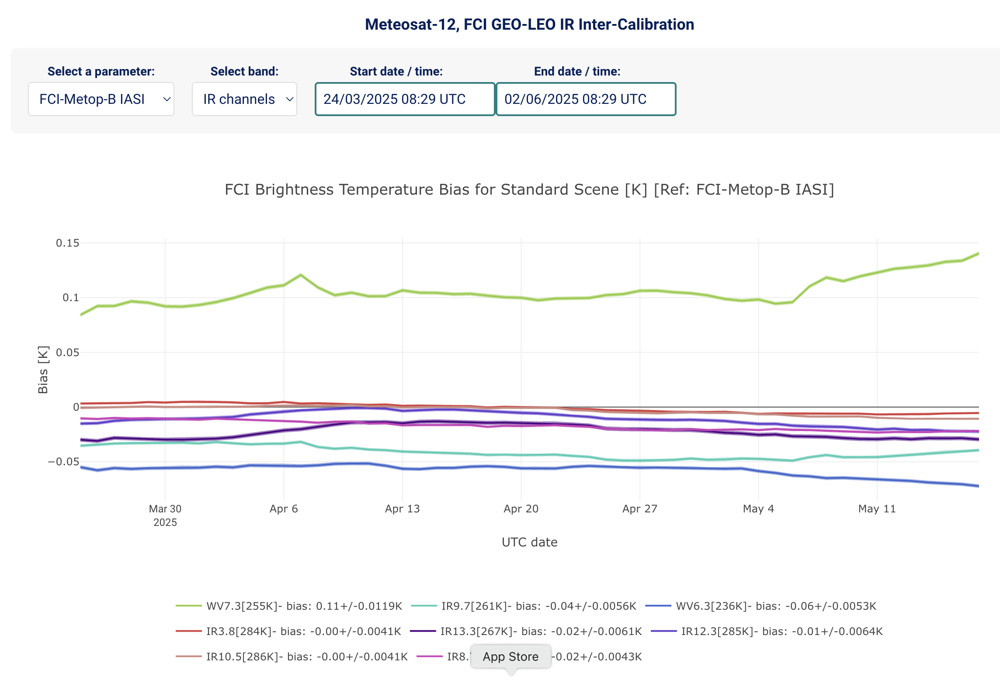 Meteosat-12, FCI GEO-LEO IR Inter-Calibration
Select a parameter: Select band: Start date / time: End date / time:
FCI-Metop-B IASI IR channels 24/03/2025 08:29 UTC 02/06/2025 08:29 UTC
FCI Brightness Temperature Bias for Standard Scene [K] [Ref: FCI-Metop-B IASI]
0.15
0.1
0.05
0
−0.05
Bias [K]
Mar 30 Apr 6 Apr 13 Apr 20 Apr 27 May 4 May 11
2025
UTC date
WV7.3[255K]- bias: 0.11+/-0.0119K IR9.7[261K]- bias: -0.04+/-0.0056K WV6.3[236K]- bias: -0.06+/-0.0053K
IR3.8[284K]- bias: -0.00+/-0.0041K IR13.3[267K]- bias: -0.02+/-0.0061K IR12.3[285K]- bias: -0.01+/-0.0064K
IR10.5[286K]- bias: -0.00+/-0.0041K IR8. -0.02+/-0.0043K
App Store